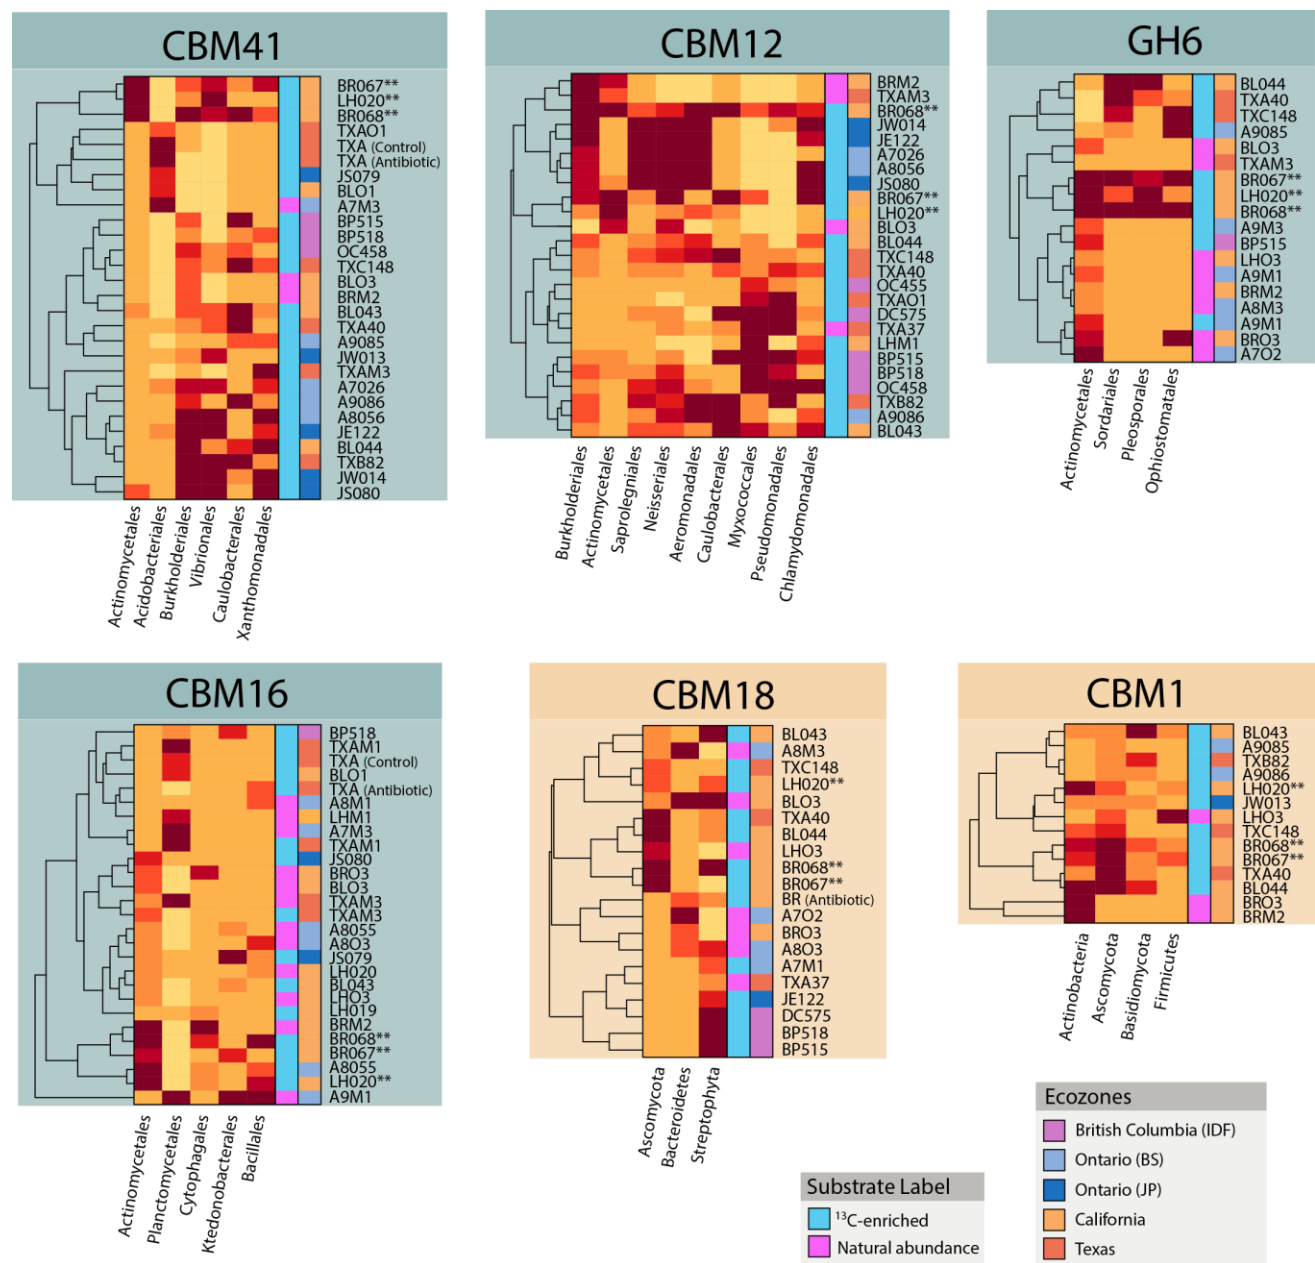 CBM41
BR067**
LH020**
BR068**
TXAO1
TXA (Control)
TXA (Antibiotic)
JS079
BLO1
A7M3
BP515
BP518
OC458
TXC148
BLO3
BRM2
BL043
TXA40
A9085
JW013
TXAM3
A7026
A9086
A8056
JE122
BL044
TXB82
JW014
JS080
Actinomycetales
Acidobacteriales
Burkholderiales
Vibrionales
Caulobacterales
Xanthomonadales
CBM12
BRM2
TXAM3
BR068**
JW014
JE122
A7026
A8056
JS080
BR067**
LH020**
BLO3
BL044
TXC148
TXA40
OC455
TXAO1
DC575
TXA37
LHM1
BP515
BP518
OC458
TXB82
A9086
BL043
Burkholderiales
Actinomycetales
Saprolegniales
Neisseriales
Aeromonadales
Caulobacterales
Myxococcales
Pseudomonadales
Chlamydomonadales
GH6
BL044
TXA40
TXC148
A9085
BLO3
TXAM3
BR067**
LH020**
BR068**
A9M3
BP515
LHO3
A9M1
BRM2
A8M3
A9M1
BRO3
A7O2
Actinomycetales
Sordariales
Pleosporales
Ophiostomatales
CBM16
BP518
TXAM1
TXA (Control)
BLO1
TXA (Antibiotic)
A8M1
LHM1
A7M3
TXAM1
JS080
BRO3
BLO3
TXAM3
TXAM3
A8055
A8O3
JS079
LH020
BL043
LHO3
LH019
BRM2
BR068**
BR067**
A8055
LH020**
A9M1
Actinomycetales
Planctomycetales
Cytophagales
Ktedonobacterales
Bacillales
CBM18
BL043
A8M3
TXC148
LH020**
BLO3
TXA40
BL044
LHO3
BR068**
BR067**
BR (Antibiotic)
A7O2
BRO3
A8O3
A7M1
TXA37
JE122
DC575
BP518
BP515
Ascomycota
Bacteroidetes
Streptophyta
CBM1
BL043
A9085
TXB82
A9086
LH020**
JW013
LHO3
TXC148
BR068**
BR067**
TXA40
BL044
BRO3
BRM2
Actinobacteria
Ascomycota
Basidiomycota
Firmicutes
Substrate Label
¹³C-enriched
Natural abundance
Ecozones
British Columbia (IDF)
Ontario (BS)
Ontario (JP)
California
Texas